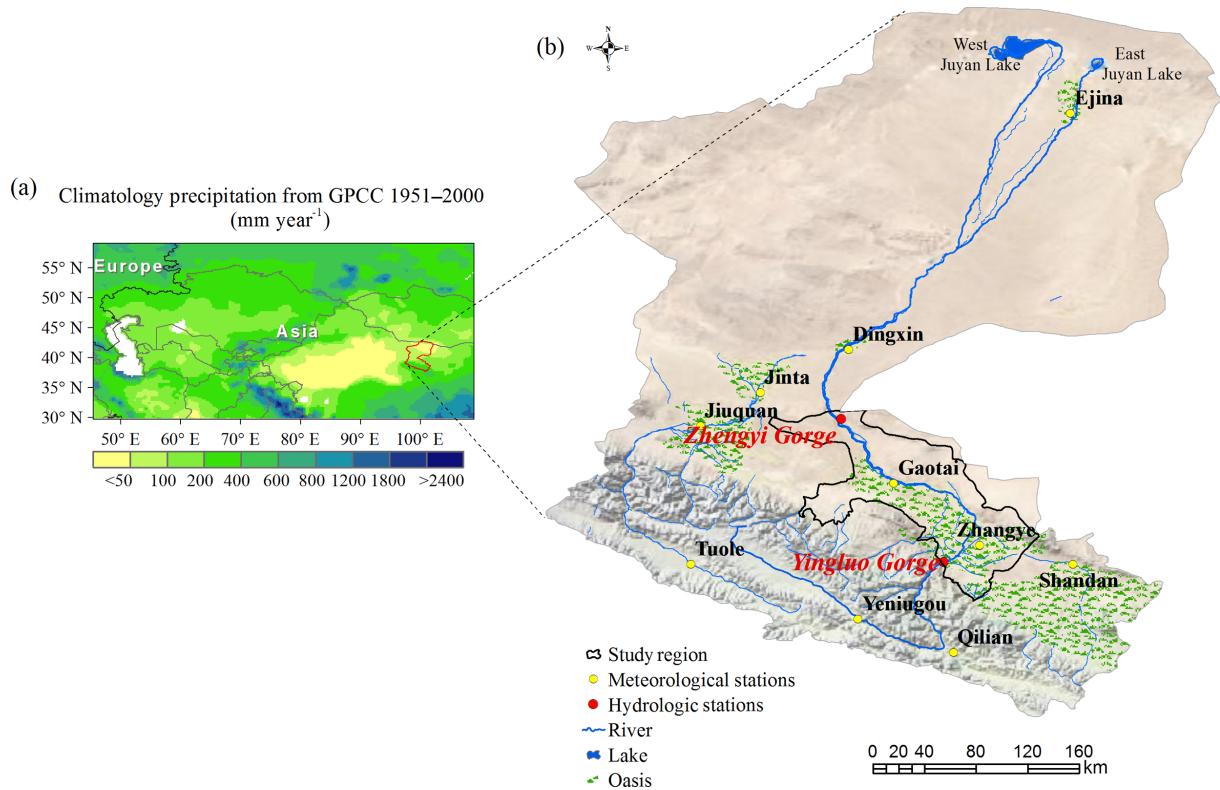 (a)
Climatology precipitation from GPCC 1951–2000
(mm year-1)
Europe
Asia
55° N
50° N
45° N
40° N
35° N
30° N
50° E
60° E
70° E
80° E
90° E
100° E
<50
100
200
400
600
800
1200
1800
>2400
(b)
N
W
E
S
West
Juyan Lake
East
Juyan Lake
Ejina
Dingxin
Jinta
Jiuquan
Zhengyi Gorge
Gaotai
Zhangye
Tuole
Yingluo Gorge
Shandan
Yeniugou
Qilian
Study region
Meteorological stations
Hydrologic stations
River
Lake
Oasis
0 20 40 80 120 160
km